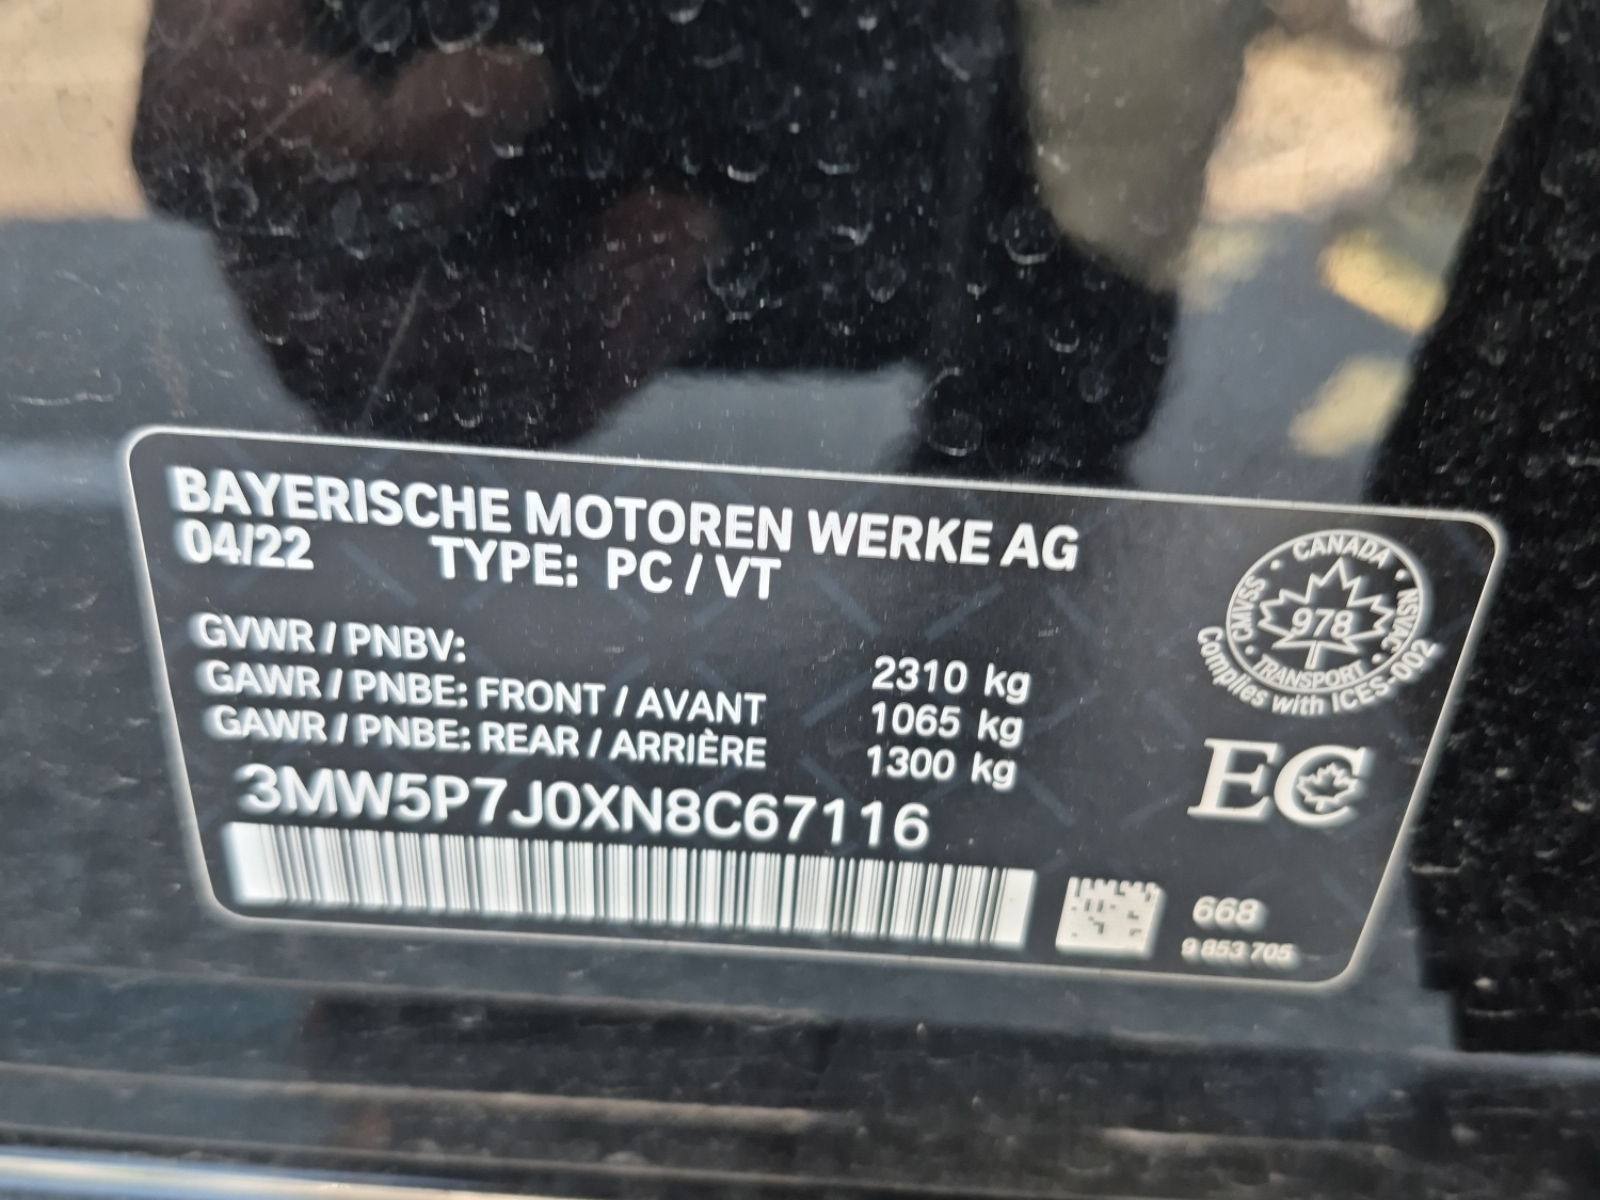 BAYERISCHE MOTOREN WERKE AG
04/22 TYPE: PC / VT
GVWR / PNBV: 2310 kg
GAWR / PNBE: FRONT / AVANT 1065 kg
GAWR / PNBE: REAR / ARRIÈRE 1300 kg
3MW5P7J0XN8C67116
CANADA
CMVSS · 978 · NSVAC
TRANSPORT
Complies with ICES-002
EC
668
9 853 705